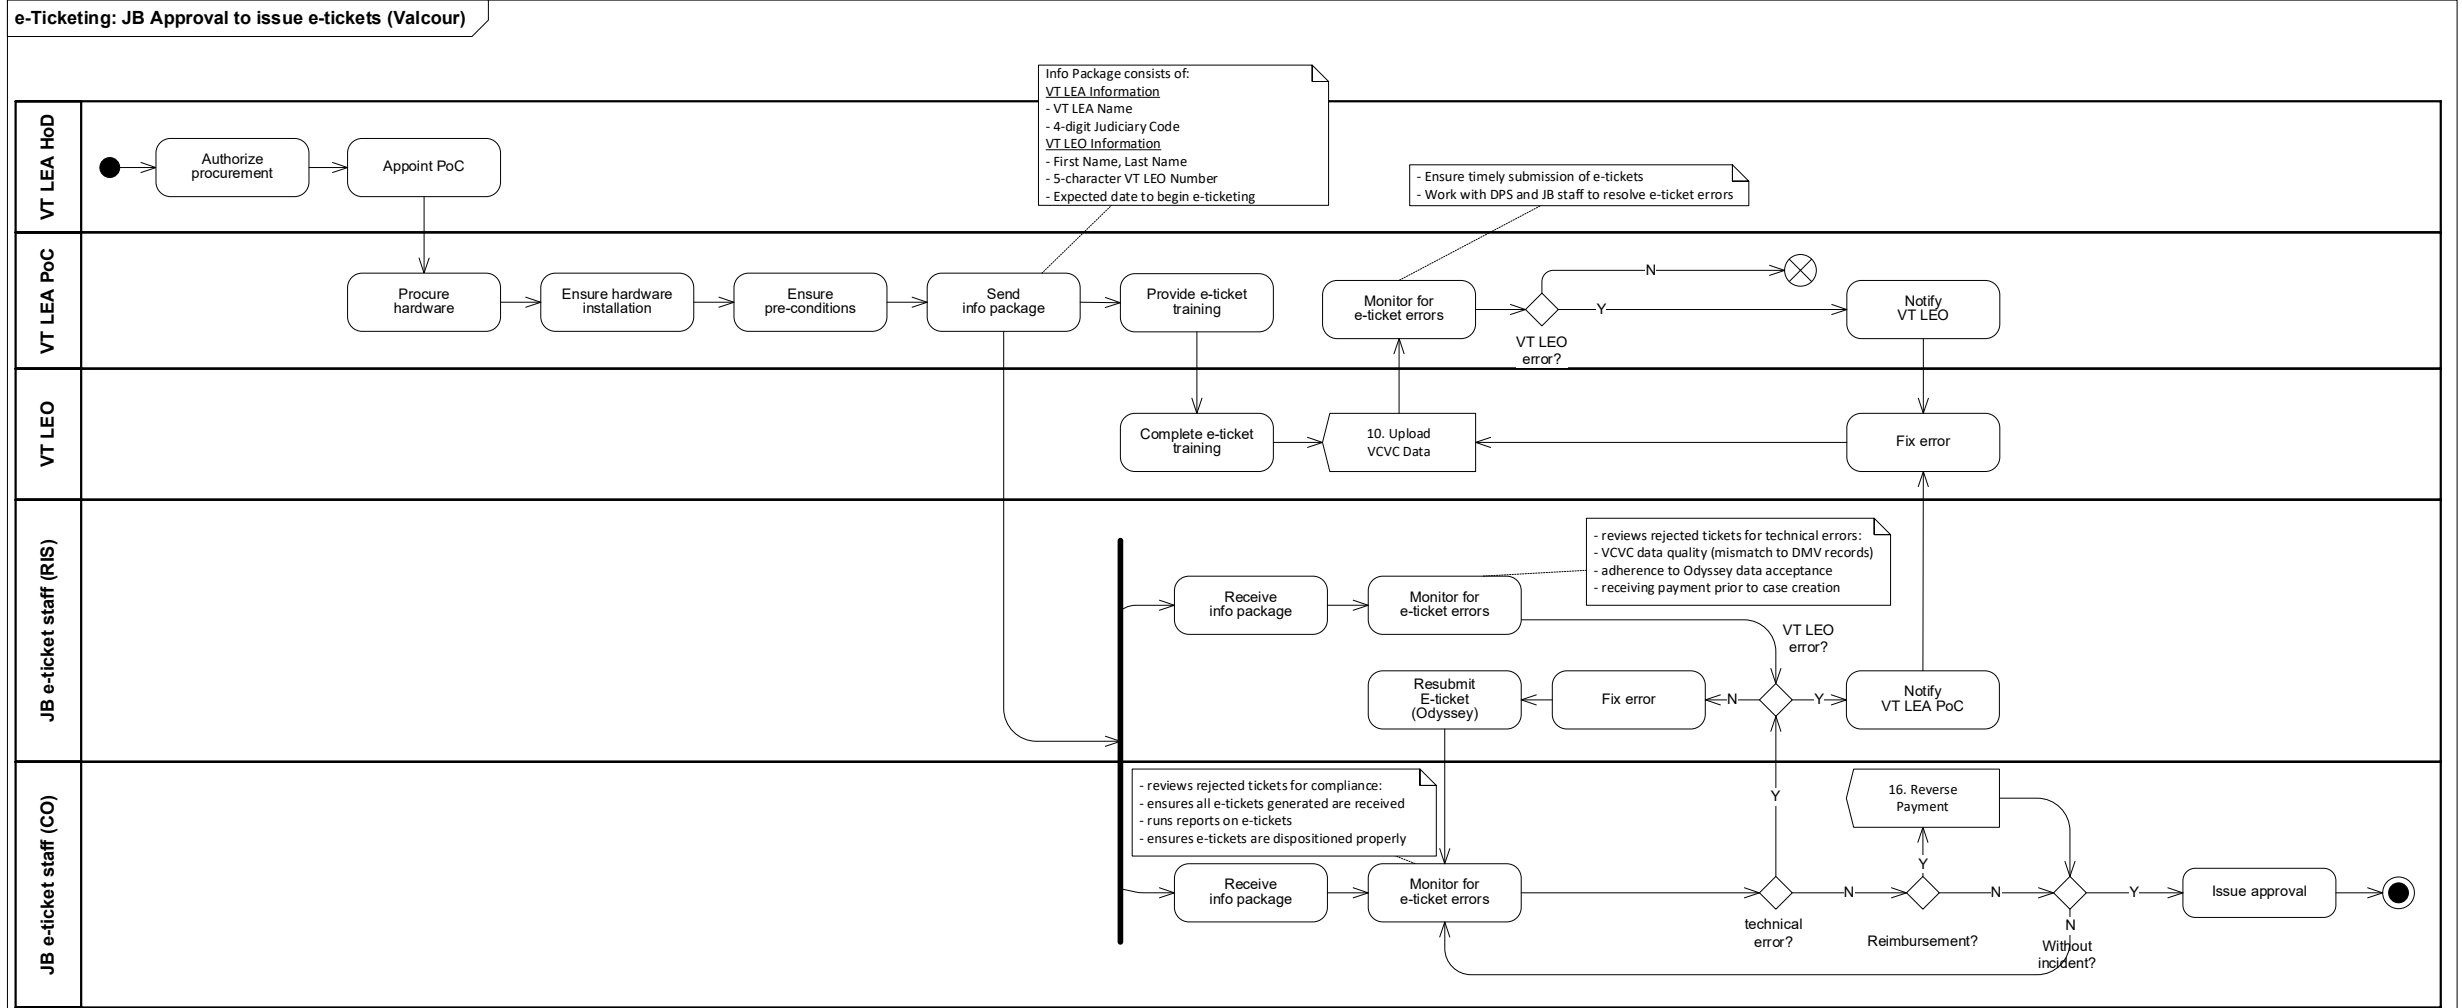 e-Ticketing: JB Approval to issue e-tickets (Valcour)
Info Package consists of:
VT LEA Information
- VT LEA Name
- 4-digit Judiciary Code
VT LEO Information
- First Name, Last Name
- 5-character VT LEO Number
- Expected date to begin e-ticketing
VT LEA HoD
Authorize
procurement
Appoint PoC
- Ensure timely submission of e-tickets
- Work with DPS and JB staff to resolve e-ticket errors
VT LEA PoC
Procure
hardware
Ensure hardware
installation
Ensure
pre-conditions
Send
info package
Provide e-ticket
training
Monitor for
e-ticket errors
VT LEO
error?
N
Y
Notify
VT LEO
VT LEO
Complete e-ticket
training
10. Upload
VCVC Data
Fix error
JB e-ticket staff (RIS)
- reviews rejected tickets for technical errors:
- VCVC data quality (mismatch to DMV records)
- adherence to Odyssey data acceptance
- receiving payment prior to case creation
Receive
info package
Monitor for
e-ticket errors
VT LEO
error?
Resubmit
E-ticket
(Odyssey)
Fix error
N
Y
Notify
VT LEA PoC
JB e-ticket staff (CO)
- reviews rejected tickets for compliance:
- ensures all e-tickets generated are received
- runs reports on e-tickets
- ensures e-tickets are dispositioned properly
Y
16. Reverse
Payment
Receive
info package
Monitor for
e-ticket errors
technical
error?
N
Y
Reimbursement?
N
Y
N
Without
incident?
Issue approval